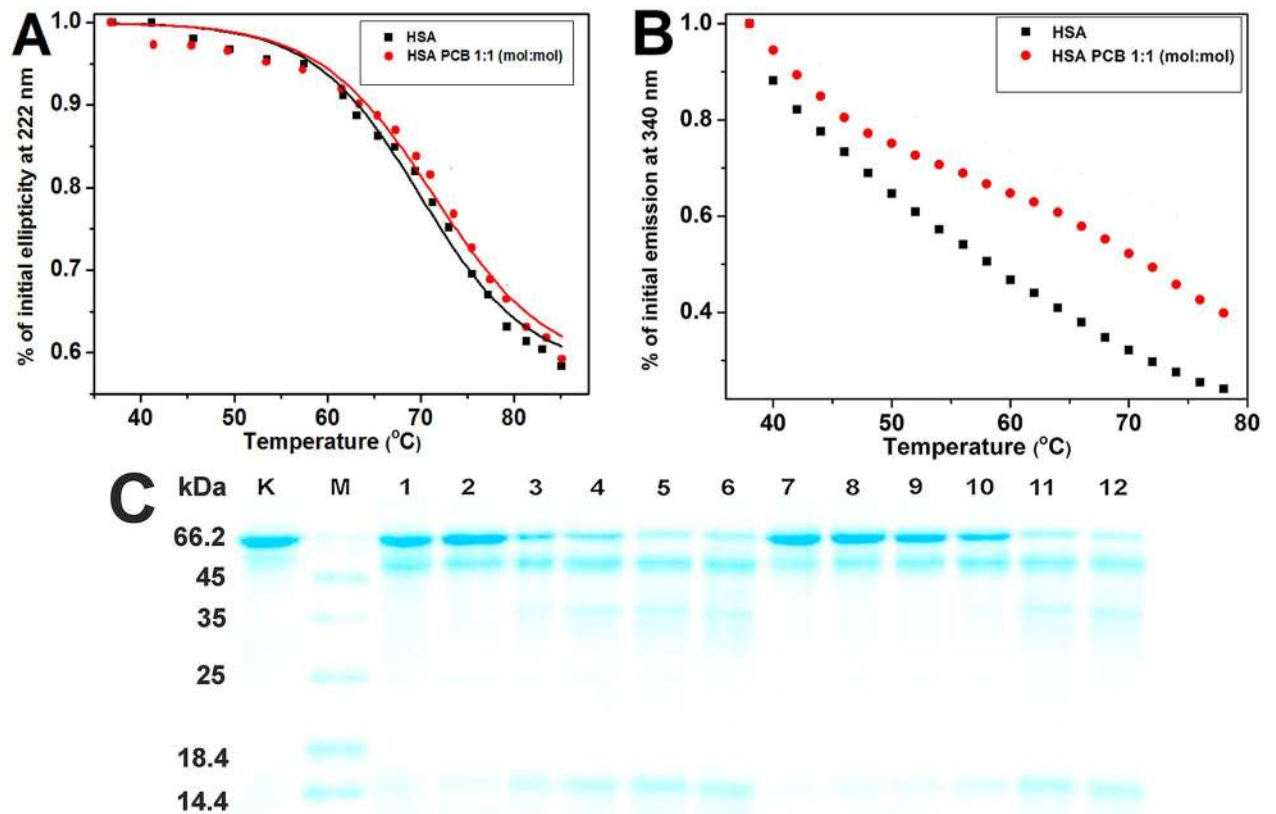 A
% of initial ellipticity at 222 nm
1.0
0.9
0.8
0.7
0.6
HSA
HSA PCB 1:1 (mol:mol)
40 50 60 70 80
Temperature (°C)
B
% of initial emission at 340 nm
1.0
0.8
0.6
0.4
HSA
HSA PCB 1:1 (mol:mol)
40 50 60 70 80
Temperature (°C)
C
kDa K M 1 2 3 4 5 6 7 8 9 10 11 12
66.2
45
35
25
18.4
14.4